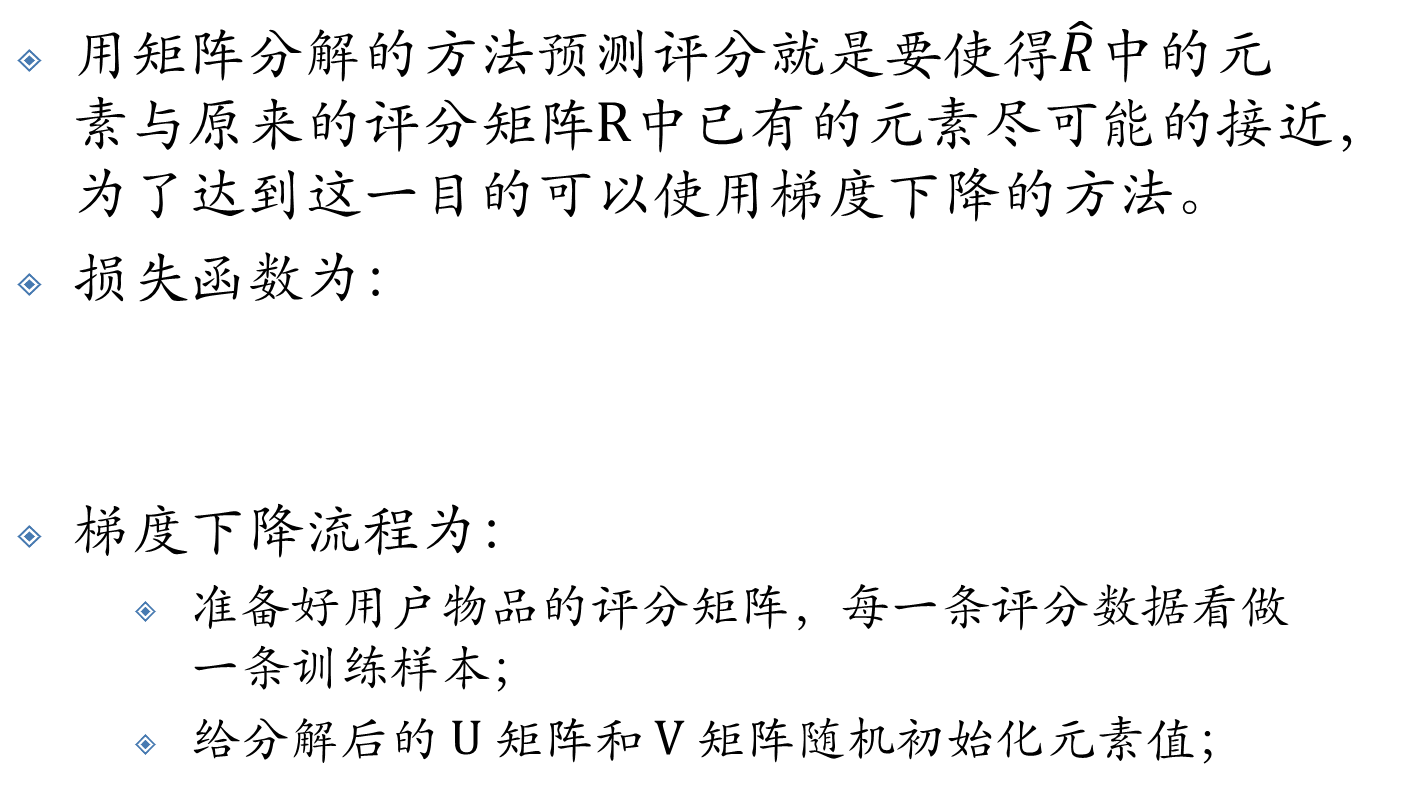 用矩阵分解的方法预测评分就是要使得R̂中的元
素与原来的评分矩阵R中已有的元素尽可能的接近，
为了达到这一目的可以使用梯度下降的方法。
损失函数为：
梯度下降流程为：
准备好用户物品的评分矩阵，每一条评分数据看做
一条训练样本；
给分解后的 U 矩阵和 V 矩阵随机初始化元素值；